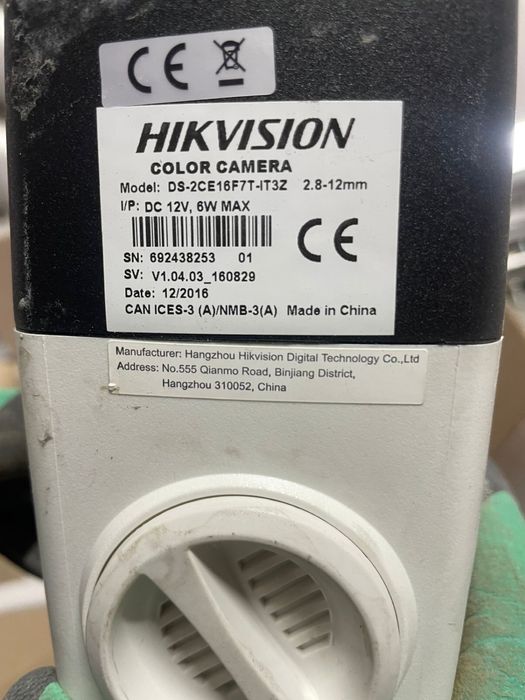 CE
HIKVISION
COLOR CAMERA
Model: DS-2CE16F7T-IT3Z 2.8-12mm
I/P: DC 12V, 6W MAX
CE
SN: 692438253 01
SV: V1.04.03_160829
Date: 12/2016
CAN ICES-3 (A)/NMB-3(A) Made in China
Manufacturer: Hangzhou Hikvision Digital Technology Co.,Ltd
Address: No.555 Qianmo Road, Binjiang District,
Hangzhou 310052, China